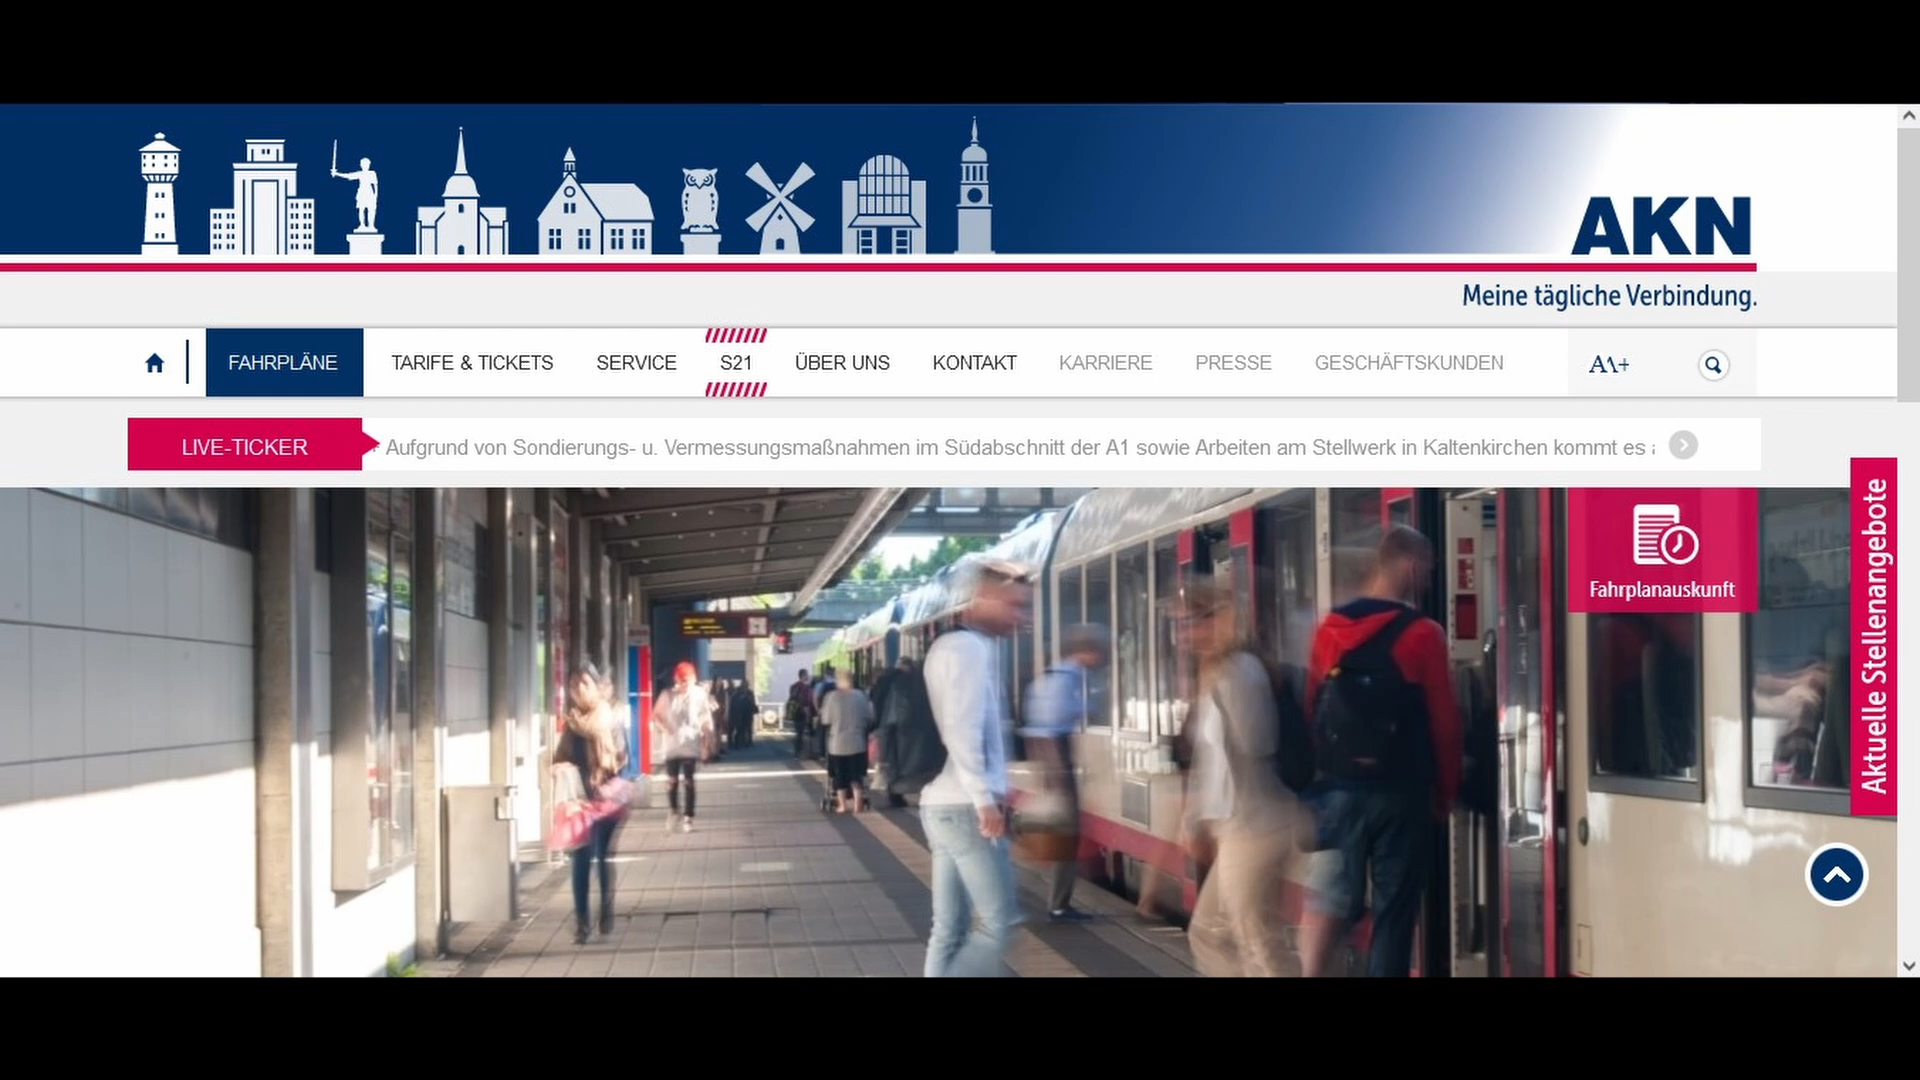 AKN
Meine tägliche Verbindung.
FAHRPLÄNE TARIFE & TICKETS SERVICE S21 ÜBER UNS KONTAKT KARRIERE PRESSE GESCHÄFTSKUNDEN
LIVE-TICKER Aufgrund von Sondierungs- u. Vermessungsmaßnahmen im Südabschnitt der A1 sowie Arbeiten am Stellwerk in Kaltenkirchen kommt es
Fahrplanauskunft
Aktuelle Stellenangebote